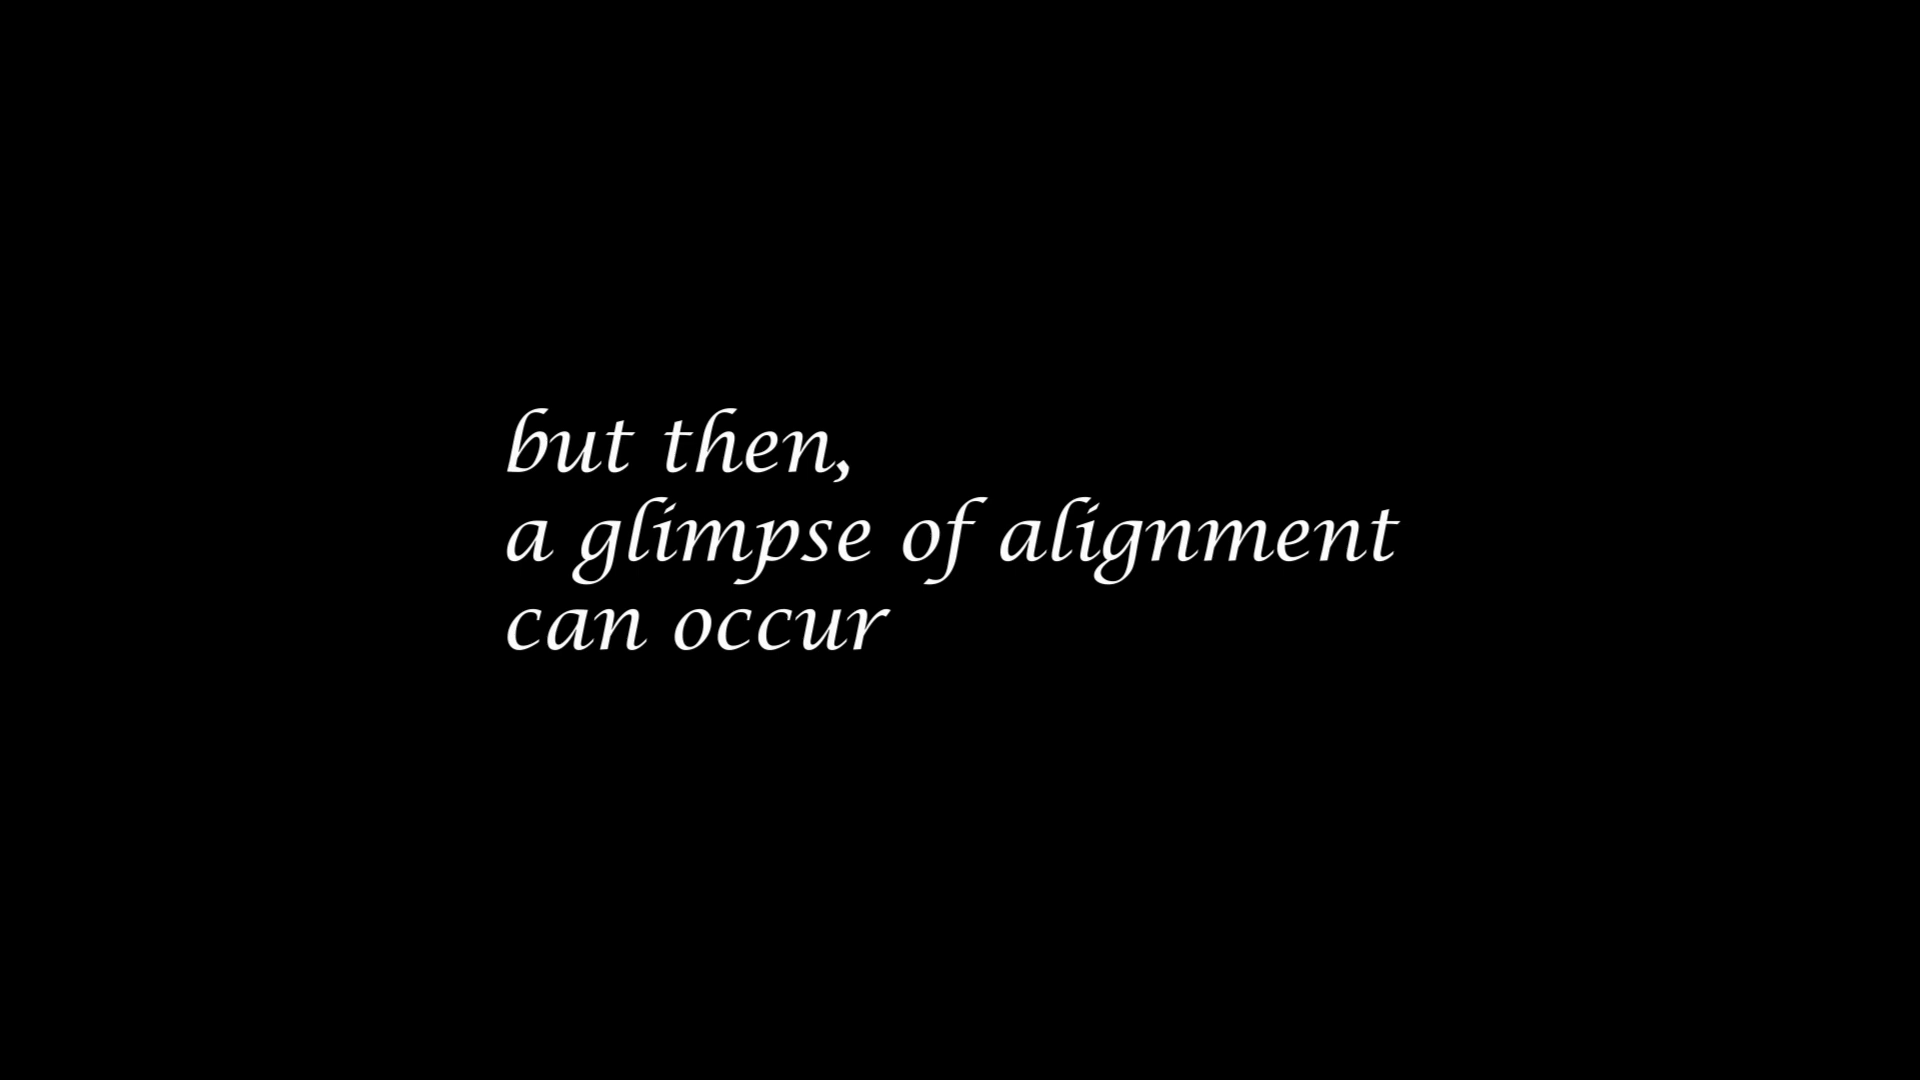 but then,
a glimpse of alignment
can occur